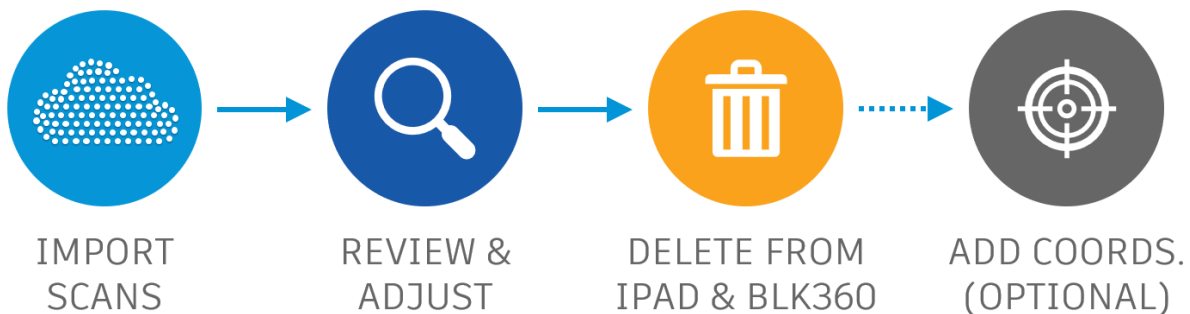 IMPORT
SCANS
REVIEW &
ADJUST
DELETE FROM
IPAD & BLK360
ADD COORDS.
(OPTIONAL)